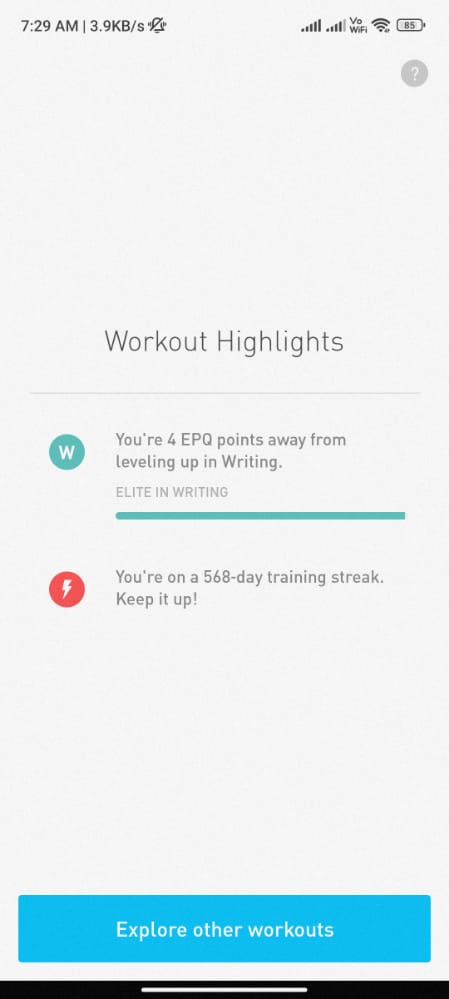 7:29 AM | 3.9KB/s
Vo
WiFi
85
?
Workout Highlights
W
You're 4 EPQ points away from
leveling up in Writing.
ELITE IN WRITING
You're on a 568-day training streak.
Keep it up!
Explore other workouts